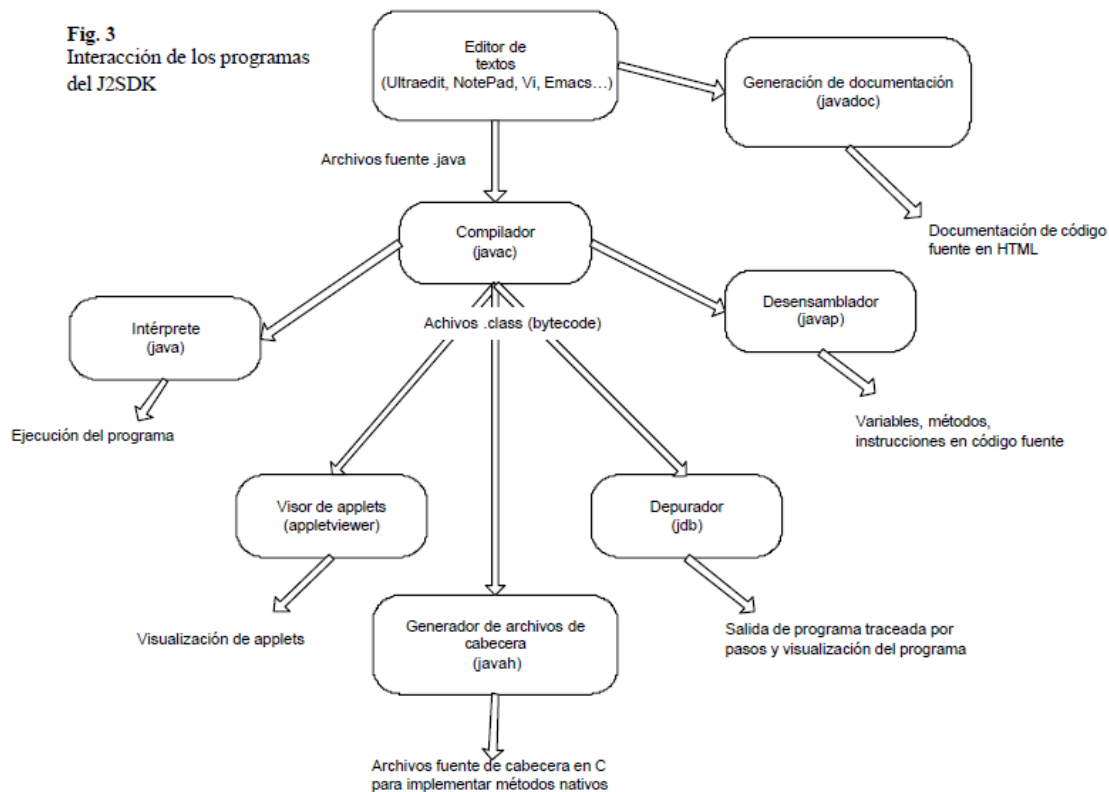 Fig. 3
Interacción de los programas
del J2SDK
Editor de
textos
(Ultraedit, NotePad, Vi, Emacs…)
Generación de documentación
(javadoc)
Archivos fuente .java
Documentación de código
fuente en HTML
Compilador
(javac)
Desensamblador
(javap)
Intérprete
(java)
Achivos .class (bytecode)
Variables, métodos,
instrucciones en código fuente
Ejecución del programa
Visor de applets
(appletviewer)
Depurador
(jdb)
Visualización de applets
Generador de archivos de
cabecera
(javah)
Salida de programa traceada por
pasos y visualización del programa
Archivos fuente de cabecera en C
para implementar métodos nativos